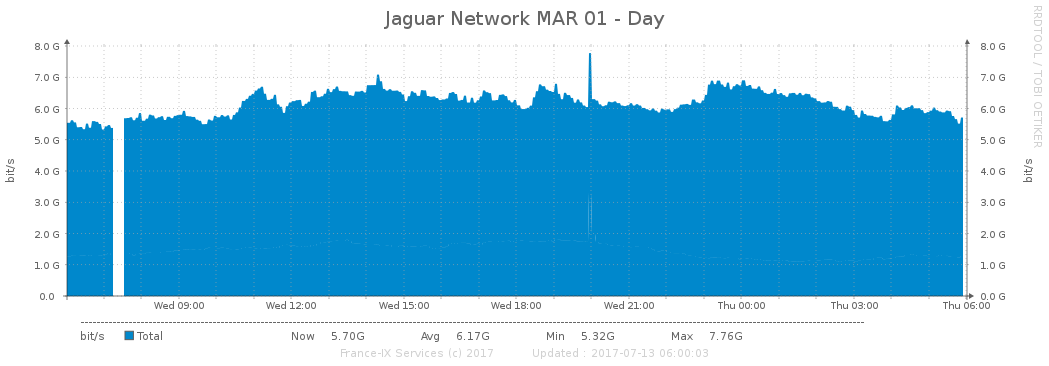 Jaguar Network MAR 01 - Day
RRDTOOL / TOBI OETIKER
bit/s
bit/s
8.0 G 8.0 G
7.0 G 7.0 G
6.0 G 6.0 G
5.0 G 5.0 G
4.0 G 4.0 G
3.0 G 3.0 G
2.0 G 2.0 G
1.0 G 1.0 G
0.0 0.0 G
Wed 09:00 Wed 12:00 Wed 15:00 Wed 18:00 Wed 21:00 Thu 00:00 Thu 03:00 Thu 06:00
bit/s Total Now 5.70G Avg 6.17G Min 5.32G Max 7.76G
France-IX Services (c) 2017 Updated : 2017-07-13 06:00:03